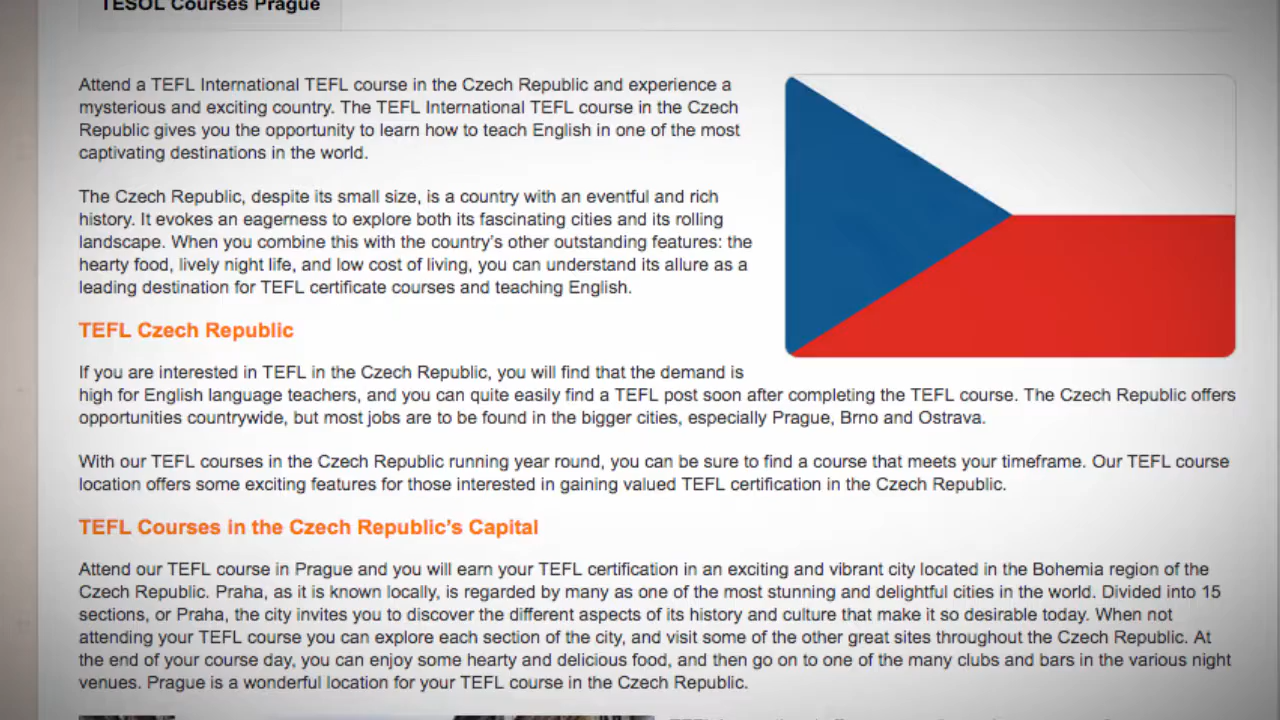 TESOL Courses Prague
Attend a TEFL International TEFL course in the Czech Republic and experience a
mysterious and exciting country. The TEFL International TEFL course in the Czech
Republic gives you the opportunity to learn how to teach English in one of the most
captivating destinations in the world.
The Czech Republic, despite its small size, is a country with an eventful and rich
history. It evokes an eagerness to explore both its fascinating cities and its rolling
landscape. When you combine this with the country's other outstanding features: the
hearty food, lively night life, and low cost of living, you can understand its allure as a
leading destination for TEFL certificate courses and teaching English.
TEFL Czech Republic
If you are interested in TEFL in the Czech Republic, you will find that the demand is
high for English language teachers, and you can quite easily find a TEFL post soon after completing the TEFL course. The Czech Republic offers
opportunities countrywide, but most jobs are to be found in the bigger cities, especially Prague, Brno and Ostrava.
With our TEFL courses in the Czech Republic running year round, you can be sure to find a course that meets your timeframe. Our TEFL course
location offers some exciting features for those interested in gaining valued TEFL certification in the Czech Republic.
TEFL Courses in the Czech Republic's Capital
Attend our TEFL course in Prague and you will earn your TEFL certification in an exciting and vibrant city located in the Bohemia region of the
Czech Republic. Praha, as it is known locally, is regarded by many as one of the most stunning and delightful cities in the world. Divided into 15
sections, or Praha, the city invites you to discover the different aspects of its history and culture that make it so desirable today. When not
attending your TEFL course you can explore each section of the city, and visit some of the other great sites throughout the Czech Republic. At
the end of your course day, you can enjoy some hearty and delicious food, and then go on to one of the many clubs and bars in the various night
venues. Prague is a wonderful location for your TEFL course in the Czech Republic.